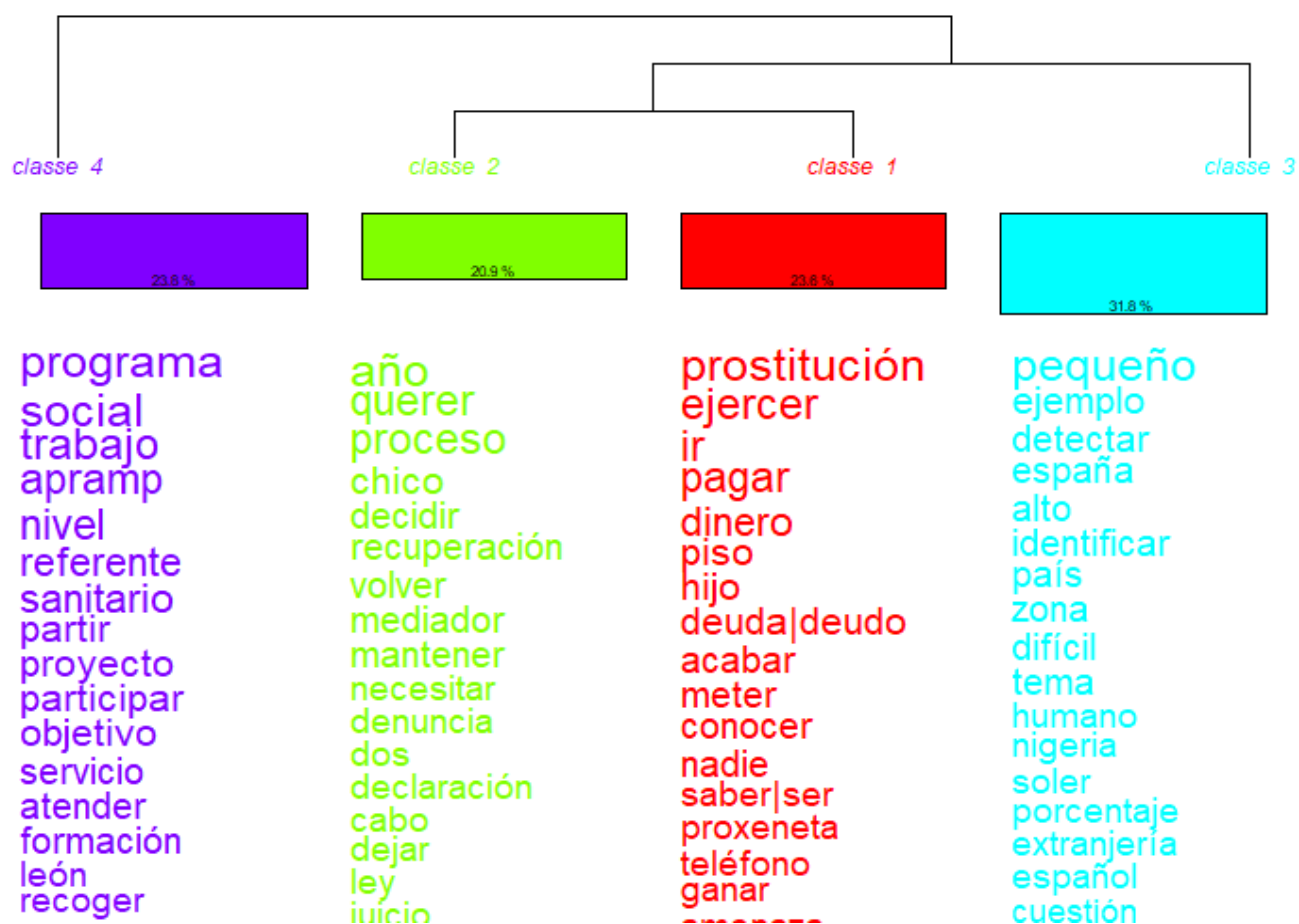 classe 4
classe 2
classe 1
classe 3
23.6 %
20.9 %
23.6 %
31.8 %
programa
social
trabajo
apramp
nivel
referente
sanitario
partir
proyecto
participar
objetivo
servicio
atender
formación
león
recoger
año
querer
proceso
chico
decidir
recuperación
volver
mediador
mantener
necesitar
denuncia
dos
declaración
cabo
dejar
ley
juicio
prostitución
ejercer
ir
pagar
dinero
piso
hijo
deuda|deudo
acabar
meter
conocer
nadie
saber|ser
proxeneta
teléfono
ganar
amenaza
pequeño
ejemplo
detectar
españa
alto
identificar
país
zona
difícil
tema
humano
nigeria
soler
porcentaje
extranjería
español
cuestión